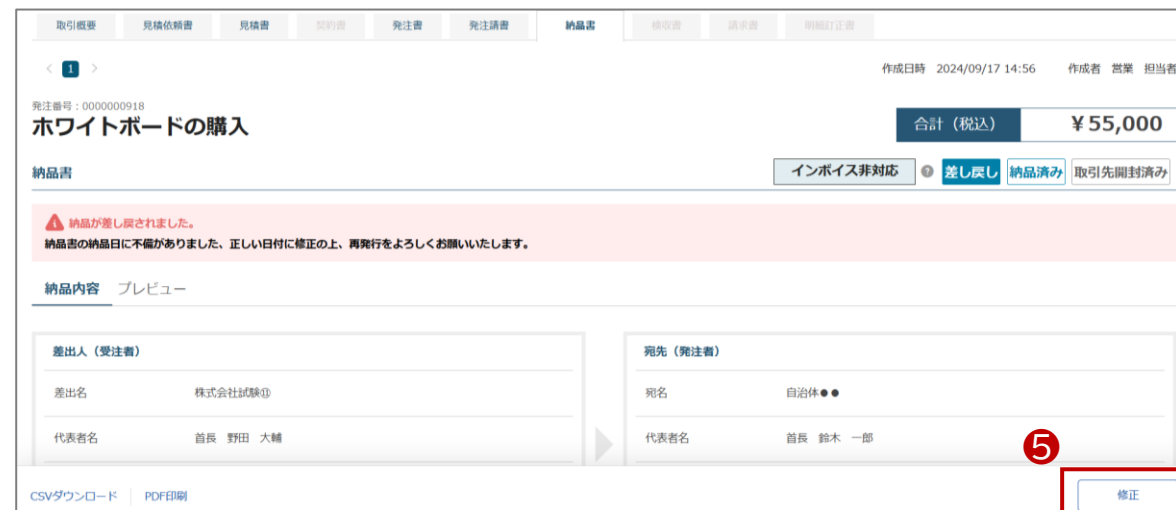 取引概要 見積依頼書 見積書 契約書 発注書 発注請書 納品書 検収書 請求書 明細訂正書
< 1 > 作成日時 2024/09/17 14:56 作成者 営業 担当者
発注番号：0000000918
ホワイトボードの購入 合計（税込） ￥55,000
納品書 インボイス非対応 ? 差し戻し 納品済み 取引先開封済み
納品が差し戻されました。
納品書の納品日に不備がありました、正しい日付に修正の上、再発行をよろしくお願いいたします。
納品内容 プレビュー
差出人（受注者） 宛先（発注者）
差出名 株式会社試験⑪ 宛名 自治体●●
代表者名 首長 野田 大輔 代表者名 首長 鈴木 一郎
❺
CSVダウンロード PDF印刷 修正